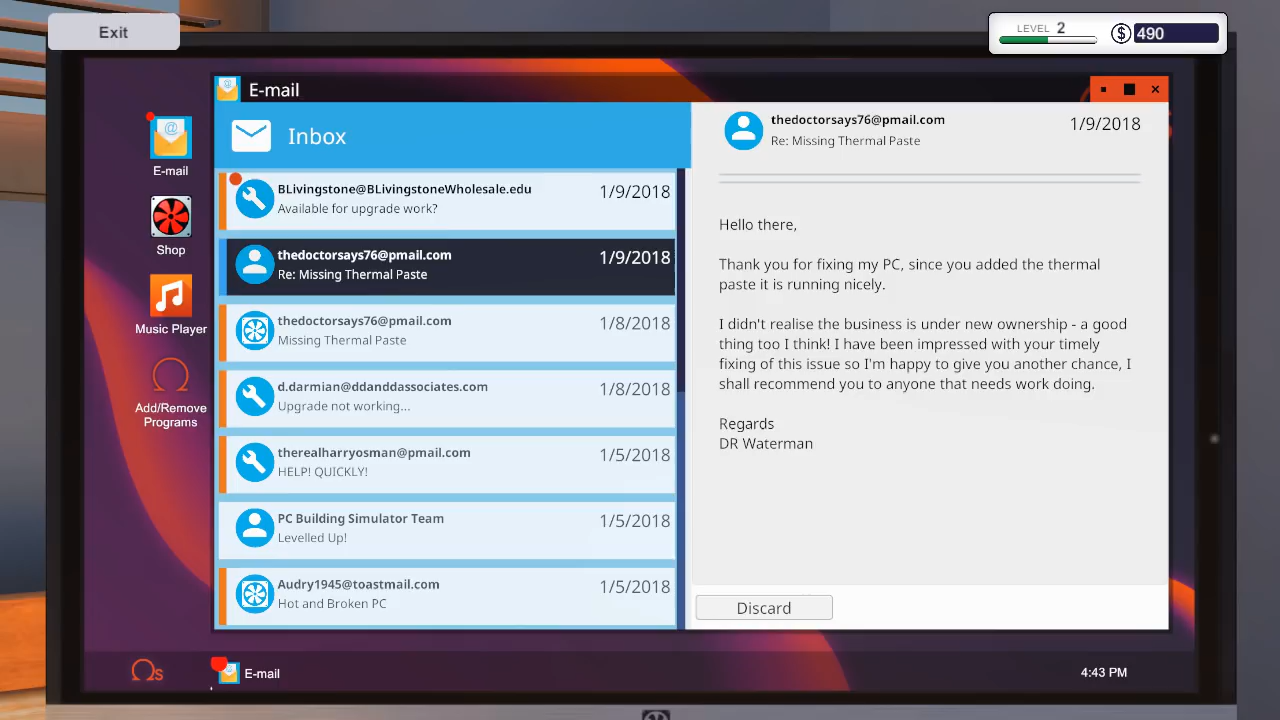 Exit
LEVEL 2
$ 490
E-mail
Inbox
E-mail
Shop
Music Player
Add/Remove
Programs
BLivingstone@BLivingstoneWholesale.edu 1/9/2018
Available for upgrade work?
thedoctorsays76@pmail.com 1/9/2018
Re: Missing Thermal Paste
thedoctorsays76@pmail.com 1/8/2018
Missing Thermal Paste
d.darmian@ddanddassociates.com 1/8/2018
Upgrade not working...
therealharryosman@pmail.com 1/5/2018
HELP! QUICKLY!
PC Building Simulator Team 1/5/2018
Levelled Up!
Audry1945@toastmail.com 1/5/2018
Hot and Broken PC
thedoctorsays76@pmail.com 1/9/2018
Re: Missing Thermal Paste
Hello there,
Thank you for fixing my PC, since you added the thermal
paste it is running nicely.
I didn't realise the business is under new ownership - a good
thing too I think! I have been impressed with your timely
fixing of this issue so I'm happy to give you another chance, I
shall recommend you to anyone that needs work doing.
Regards
DR Waterman
Discard
Ωs
E-mail
4:43 PM